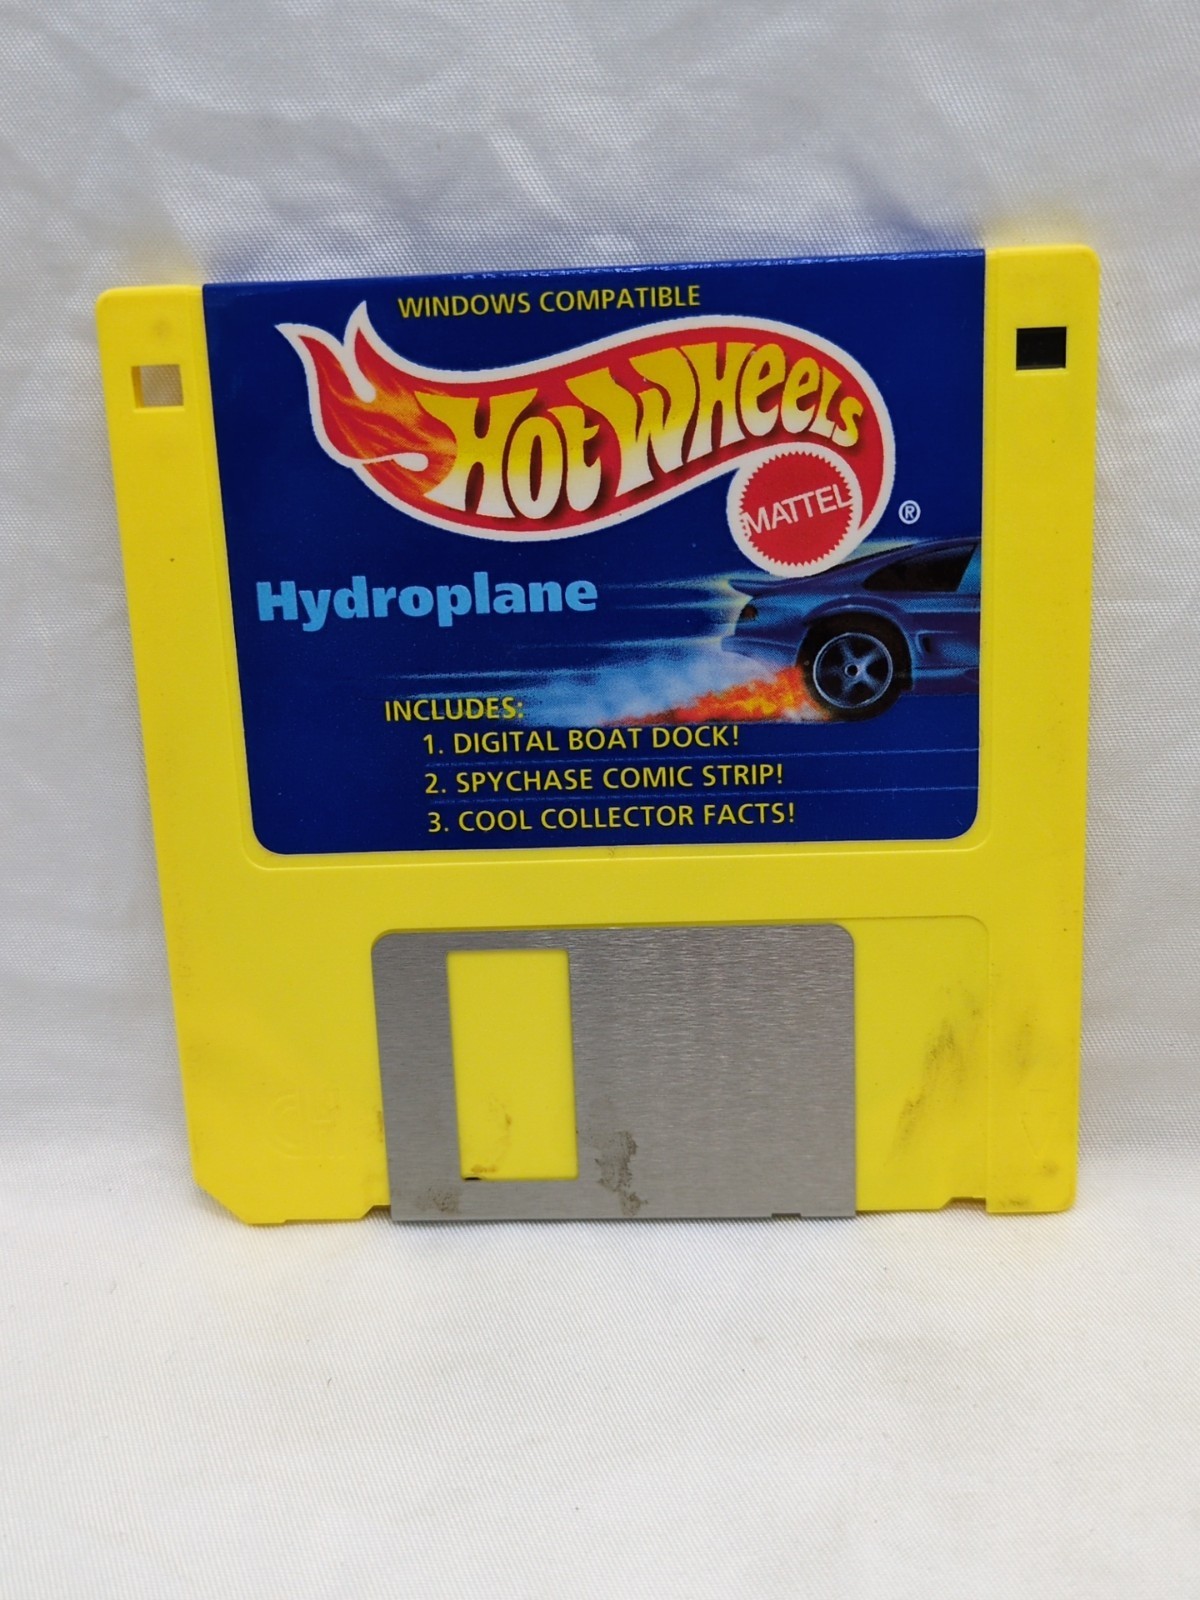 WINDOWS COMPATIBLE
HOT WHEELS
MATTEL
®
Hydroplane
INCLUDES:
1. DIGITAL BOAT DOCK!
2. SPYCHASE COMIC STRIP!
3. COOL COLLECTOR FACTS!